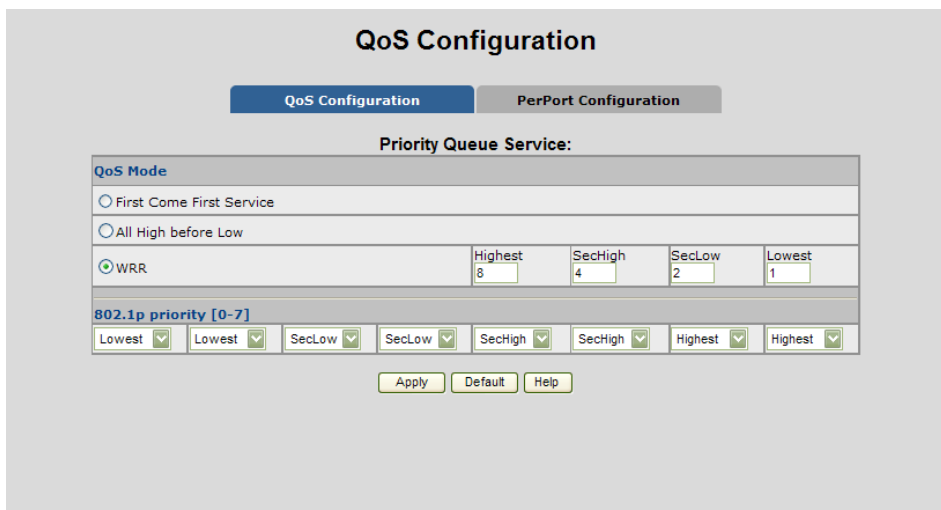 QoS Configuration
QoS Configuration PerPort Configuration
Priority Queue Service:
QoS Mode
First Come First Service
All High before Low
WRR Highest 8 SecHigh 4 SecLow 2 Lowest 1
802.1p priority [0-7]
Lowest Lowest SecLow SecLow SecHigh SecHigh Highest Highest
Apply Default Help